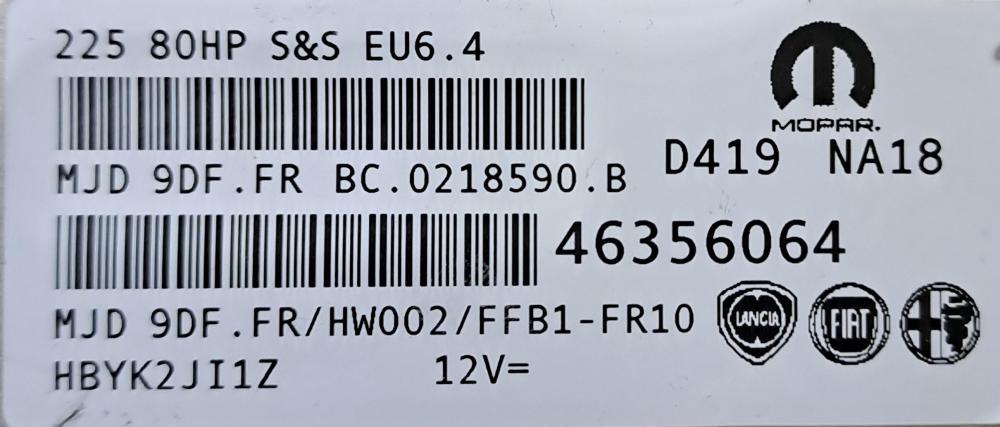 225 80HP S&S EU6.4
MOPAR.
D419 NA18
MJD 9DF.FR BC.0218590.B
46356064
MJD 9DF.FR/HW002/FFB1-FR10
LANCIA FIAT
HBYK2JI1Z 12V=